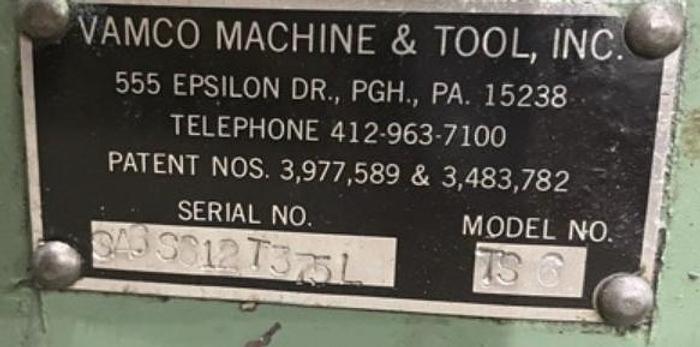 VAMCO MACHINE & TOOL, INC.
555 EPSILON DR., PGH., PA. 15238
TELEPHONE 412-963-7100
PATENT NOS. 3,977,589 & 3,483,782
SERIAL NO.
MODEL NO.
TS 6